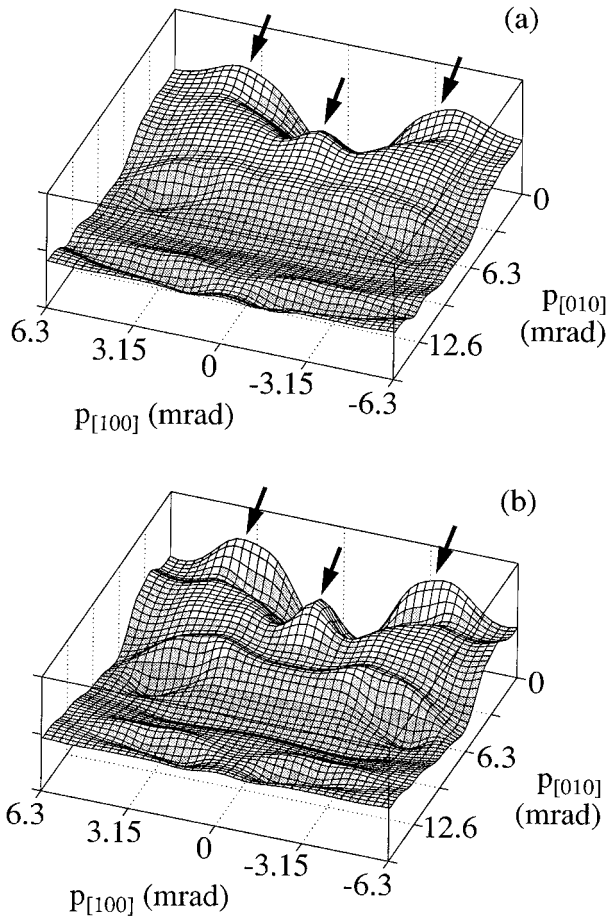 (a)
0
6.3
12.6
p[010]
(mrad)
6.3
3.15
0
-3.15
-6.3
p[100] (mrad)
(b)
0
6.3
12.6
p[010]
(mrad)
6.3
3.15
0
-3.15
-6.3
p[100] (mrad)